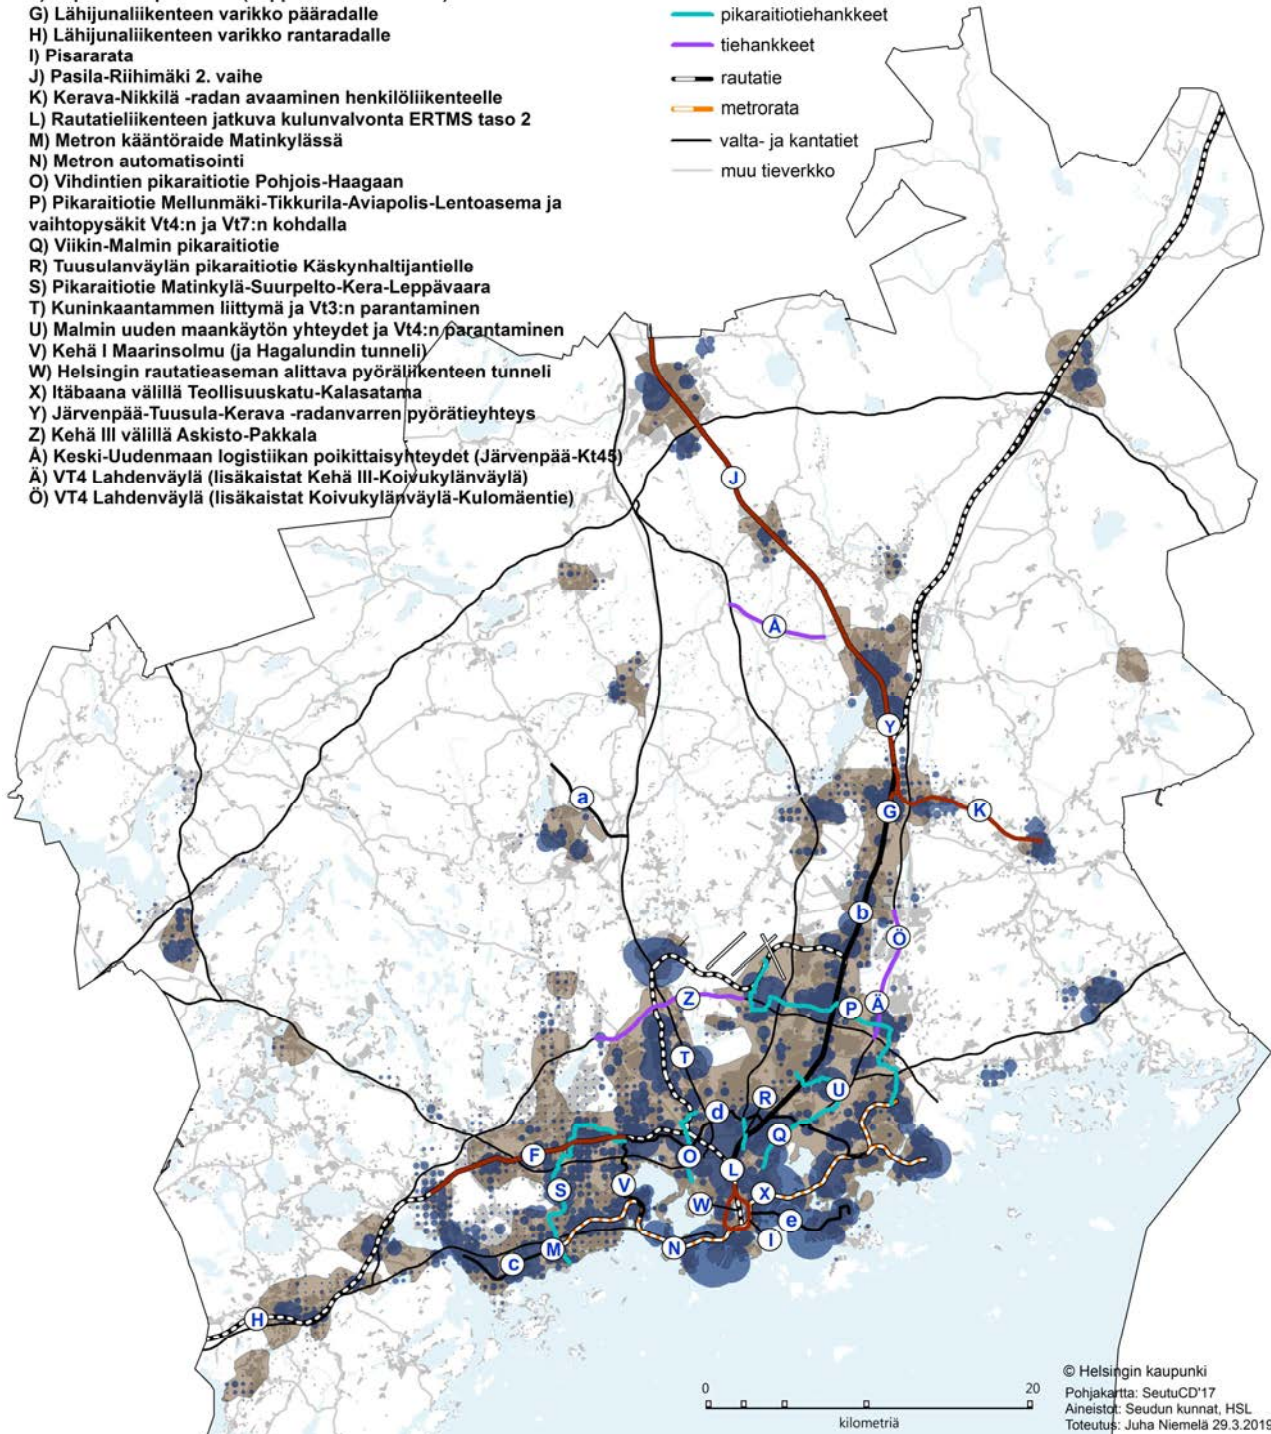 G) Lähijunaliikenteen varikko pääradalle
H) Lähijunaliikenteen varikko rantaradalle
I) Pisararata
J) Pasila-Riihimäki 2. vaihe
K) Kerava-Nikkilä -radan avaaminen henkilöliikenteelle
L) Rautatieliikenteen jatkuva kulunvalvonta ERTMS taso 2
M) Metron kääntöraide Matinkylässä
N) Metron automatisointi
O) Vihdintien pikaraitiotie Pohjois-Haagaan
P) Pikaraitiotie Mellunmäki-Tikkurila-Aviapolis-Lentoasema ja
vaihtopysäkit Vt4:n ja Vt7:n kohdalla
Q) Viikin-Malmin pikaraitiotie
R) Tuusulanväylän pikaraitiotie Käskynhaltijantielle
S) Pikaraitiotie Matinkylä-Suurpelto-Kera-Leppävaara
T) Kuninkaantammen liittymä ja Vt3:n parantaminen
U) Malmin uuden maankäytön yhteydet ja Vt4:n parantaminen
V) Kehä I Maarinsolmu (ja Hagalundin tunneli)
W) Helsingin rautatieaseman alittava pyöräliikenteen tunneli
X) Itäbaana välillä Teollisuuskatu-Kalasatama
Y) Järvenpää-Tuusula-Kerava -radanvarren pyörätieyhteys
Z) Kehä III välillä Askisto-Pakkala
Å) Keski-Uudenmaan logistiikan poikittaisyhteydet (Järvenpää-Kt45)
Ä) VT4 Lahdenväylä (lisäkaistat Kehä III-Koivukylänväylä)
Ö) VT4 Lahdenväylä (lisäkaistat Koivukylänväylä-Kulomäentie)
pikaraitiotiehankkeet
tiehankkeet
rautatie
metrorata
valta- ja kantatiet
muu tieverkko
J
Å
Y
a
G
K
b
Ö
Z
P
Ä
T
U
R
d
Q
F
O
L
S
V
X
W
e
I
M
N
c
H
0
20
kilometriä
© Helsingin kaupunki
Pohjakartta: SeutuCD'17
Aineistot: Seudun kunnat, HSL
Toteutus: Juha Niemelä 29.3.2019